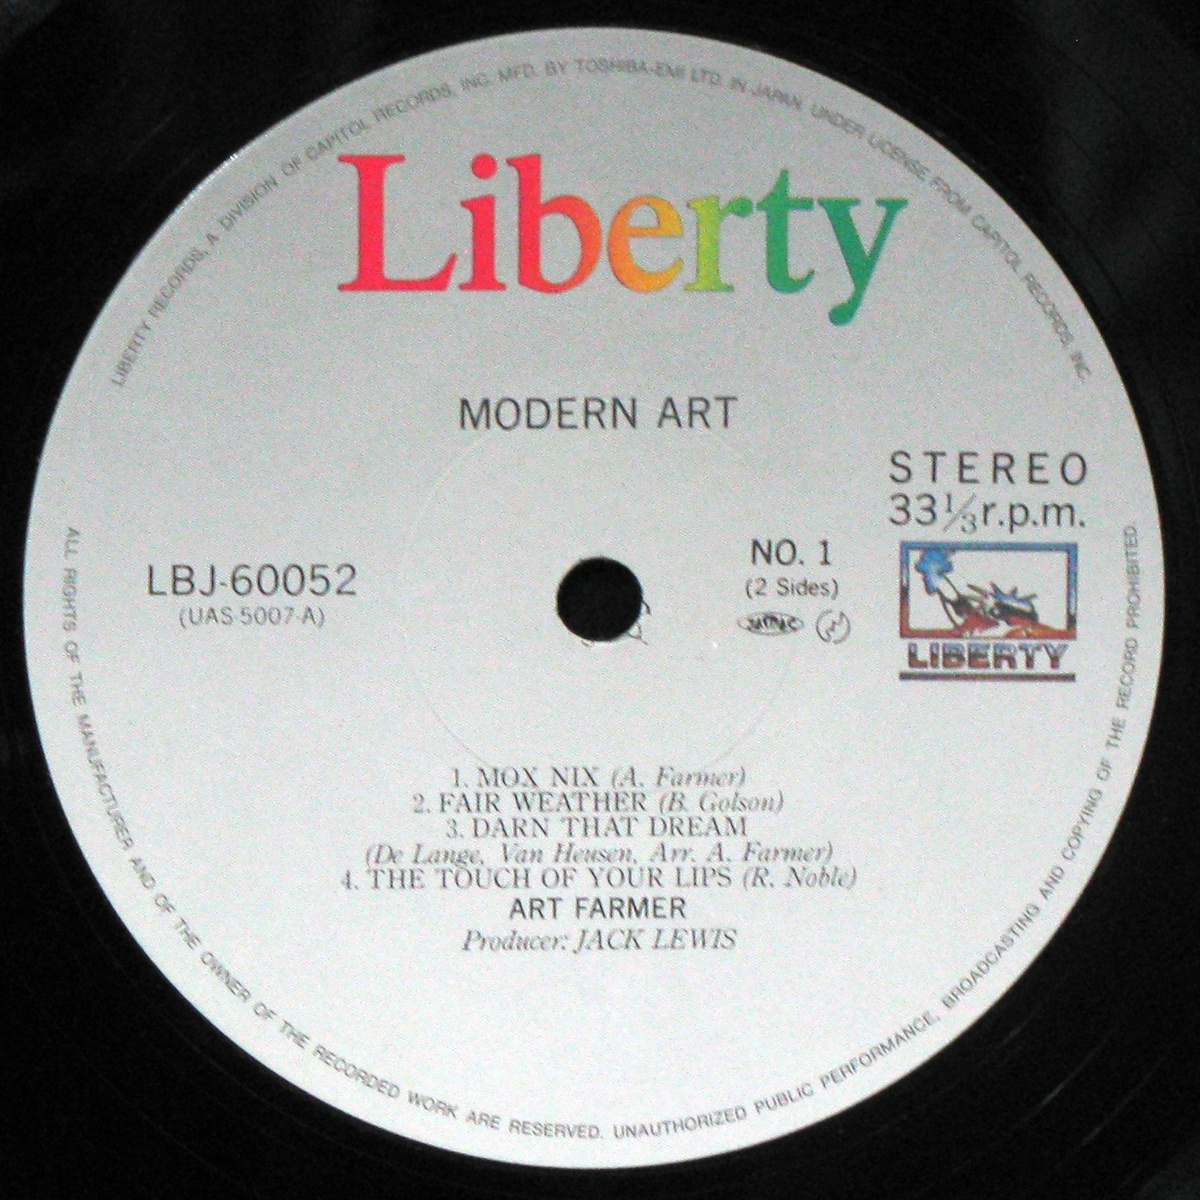 LIBERTY RECORDS, A DIVISION OF CAPITOL RECORDS, INC. MFD. BY TOSHIBA-EMI LTD. IN JAPAN. UNDER LICENSE FROM CAPITOL RECORDS, INC.
Liberty
MODERN ART
STEREO
33 1/3 r.p.m.
NO. 1
(2 Sides)
LBJ-60052
(UAS-5007-A)
LIBERTY
1. MOX NIX (A. Farmer)
2. FAIR WEATHER (B. Golson)
3. DARN THAT DREAM
(De Lange, Van Heusen, Arr. A. Farmer)
4. THE TOUCH OF YOUR LIPS (R. Noble)
ART FARMER
Producer: JACK LEWIS
ALL RIGHTS OF THE MANUFACTURER AND OF THE OWNER OF THE RECORDED WORK ARE RESERVED. UNAUTHORIZED PUBLIC PERFORMANCE, BROADCASTING AND COPYING OF THE RECORD PROHIBITED.